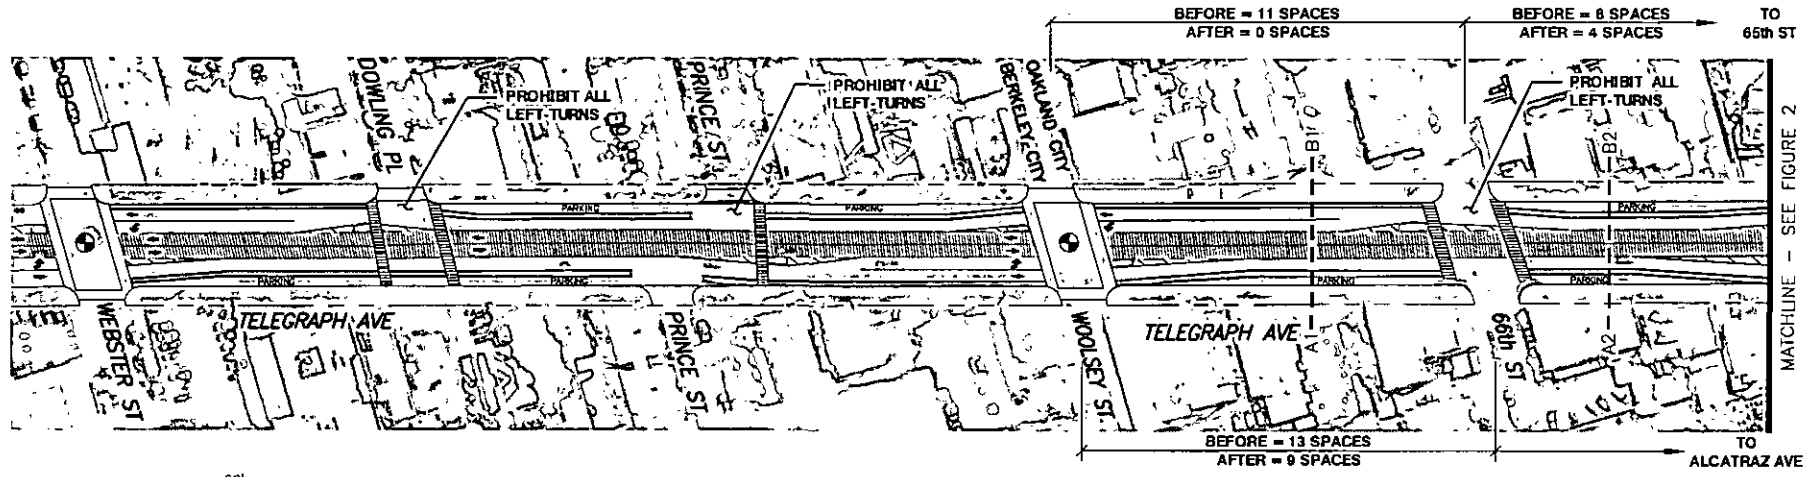 BEFORE = 11 SPACES
AFTER = 0 SPACES
BEFORE = 8 SPACES
AFTER = 4 SPACES
TO
65th ST
DOWLING PL
PROHIBIT ALL
LEFT-TURNS
PRINCE ST
PROHIBIT ALL
LEFT-TURNS
OAKLAND CITY
BERKELEY CITY
B1
PROHIBIT ALL
LEFT-TURNS
B2
MATCHLINE - SEE FIGURE 2
PARKING
PARKING
PARKING
PARKING
PARKING
PARKING
PARKING
WEBSTER ST
TELEGRAPH AVE
PRINCE ST
WOOLSEY ST
TELEGRAPH AVE
A1
66th ST
A2
BEFORE = 13 SPACES
AFTER = 9 SPACES
TO
ALCATRAZ AVE